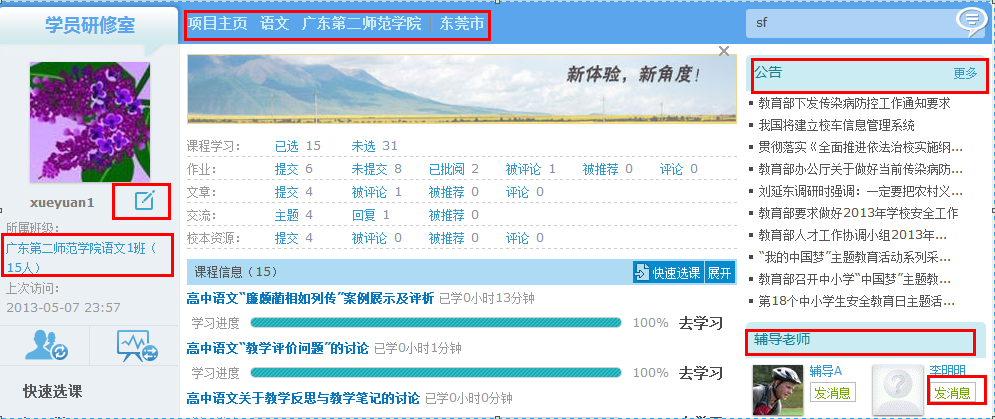 学员研修室
项目主页 语文 广东第二师范学院 东莞市
sf
xueyuan1
所属班级:
广东第二师范学院语文1班（
15人）
上次访问:
2013-05-07 23:57
快速选课
新体验，新角度！
课程学习: 已选 15 未选 31
作业: 提交 6 未提交 8 已批阅 2 被评论 1 被推荐 0 评论 0
文章: 提交 4 被评论 1 被推荐 0 评论 0
交流: 主题 4 回复 1 被推荐 0
校本资源: 提交 4 被评论 0 被推荐 0 评论 0
课程信息（15） 快速选课 展开
高中语文“廉颇蔺相如列传”案例展示及评析 已学0小时13分钟
学习进度 100% 去学习
高中语文“教学评价问题”的讨论 已学0小时1分钟
学习进度 100% 去学习
高中语文关于教学反思与教学笔记的讨论 已学0小时0分钟
公告 更多
教育部下发传染病防控工作通知要求
我国将建立校车信息管理系统
贯彻落实《全面推进依法治校实施纲...
教育部办公厅关于做好当前传染病防...
刘延东调研时强调：一定要把农村义...
教育部要求做好2013年学校安全工作
教育部人才工作协调小组2013年...
“我的中国梦”主题教育活动系列采...
教育部召开中小学“中国梦”主题教...
第18个中小学生安全教育日主题活...
辅导老师
辅导A
发消息
李明明
发消息